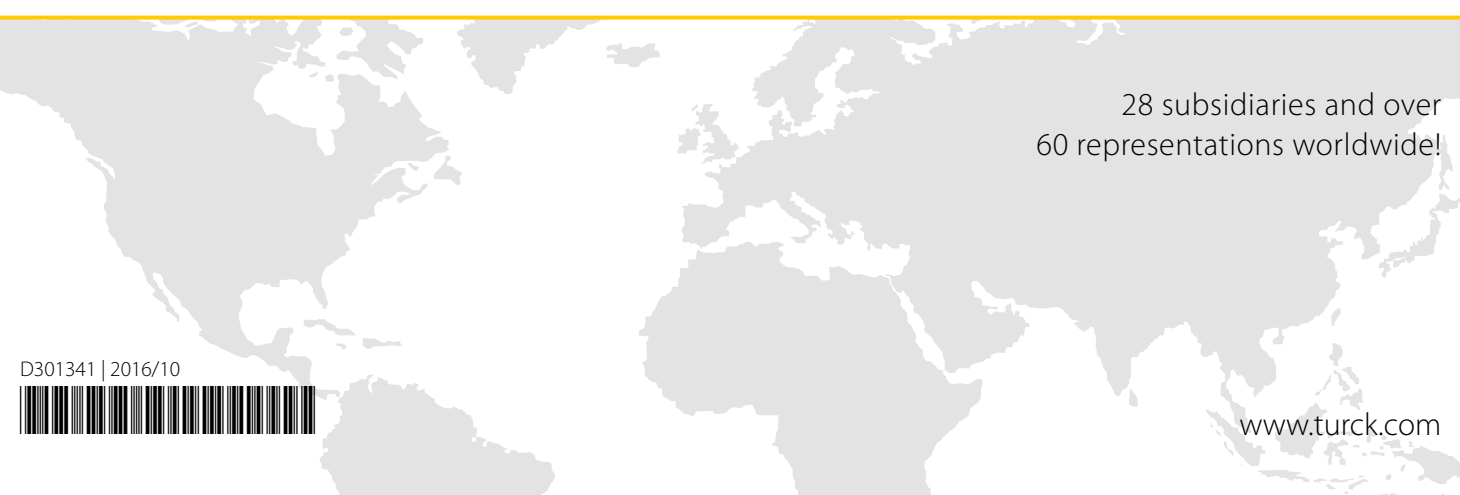 28 subsidiaries and over
60 representations worldwide!
D301341 | 2016/10
www.turck.com